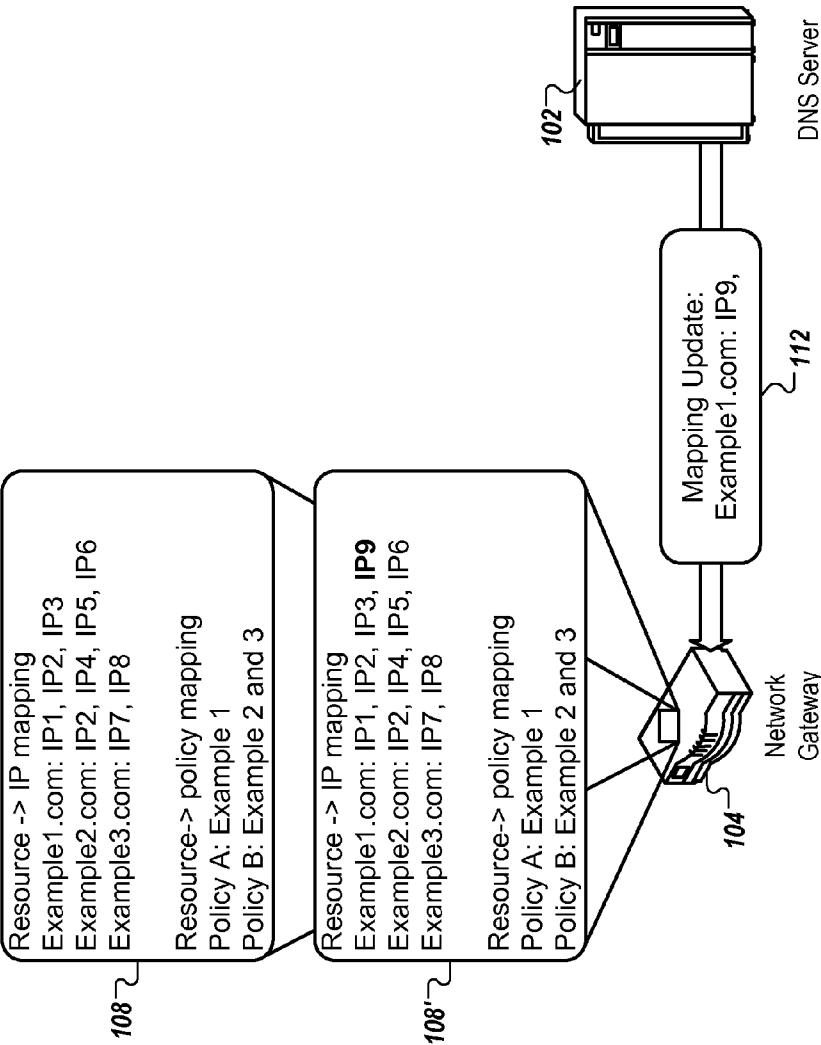 Resource -> IP mapping
Example1.com: IP1, IP2, IP3
Example2.com: IP2, IP4, IP5, IP6
Example3.com: IP7, IP8
Resource-> policy mapping
Policy A: Example 1
Policy B: Example 2 and 3
108
Resource -> IP mapping
Example1.com: IP1, IP2, IP3, IP9
Example2.com: IP2, IP4, IP5, IP6
Example3.com: IP7, IP8
Resource-> policy mapping
Policy A: Example 1
Policy B: Example 2 and 3
108'
104
Network
Gateway
Mapping Update:
Example1.com: IP9,
112
102
DNS Server